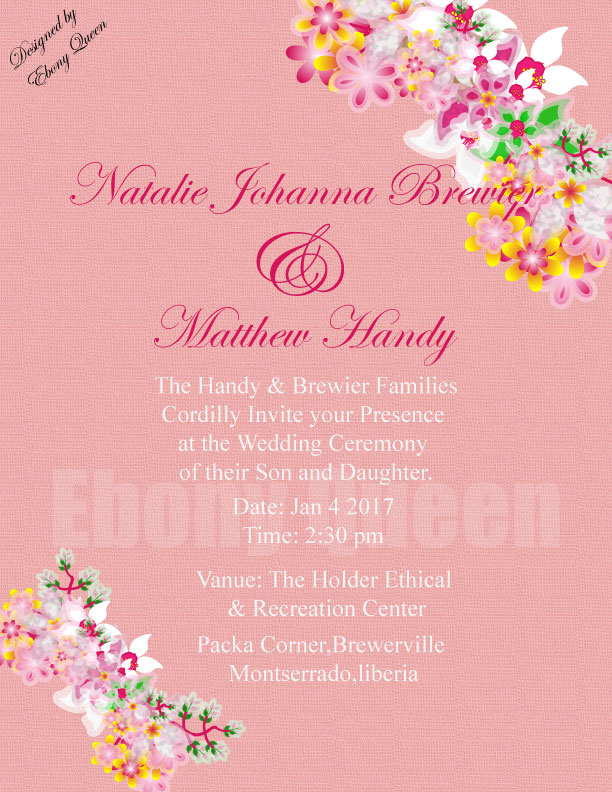 Designed by
Ebony Queen
Natalie Johanna Brewier
&
Matthew Handy
The Handy & Brewier Families
Cordilly Invite your Presence
at the Wedding Ceremony
of their Son and Daughter.
Ebony Queen
Date: Jan 4 2017
Time: 2:30 pm
Vanue: The Holder Ethical
& Recreation Center
Packa Corner,Brewerville
Montserrado,liberia